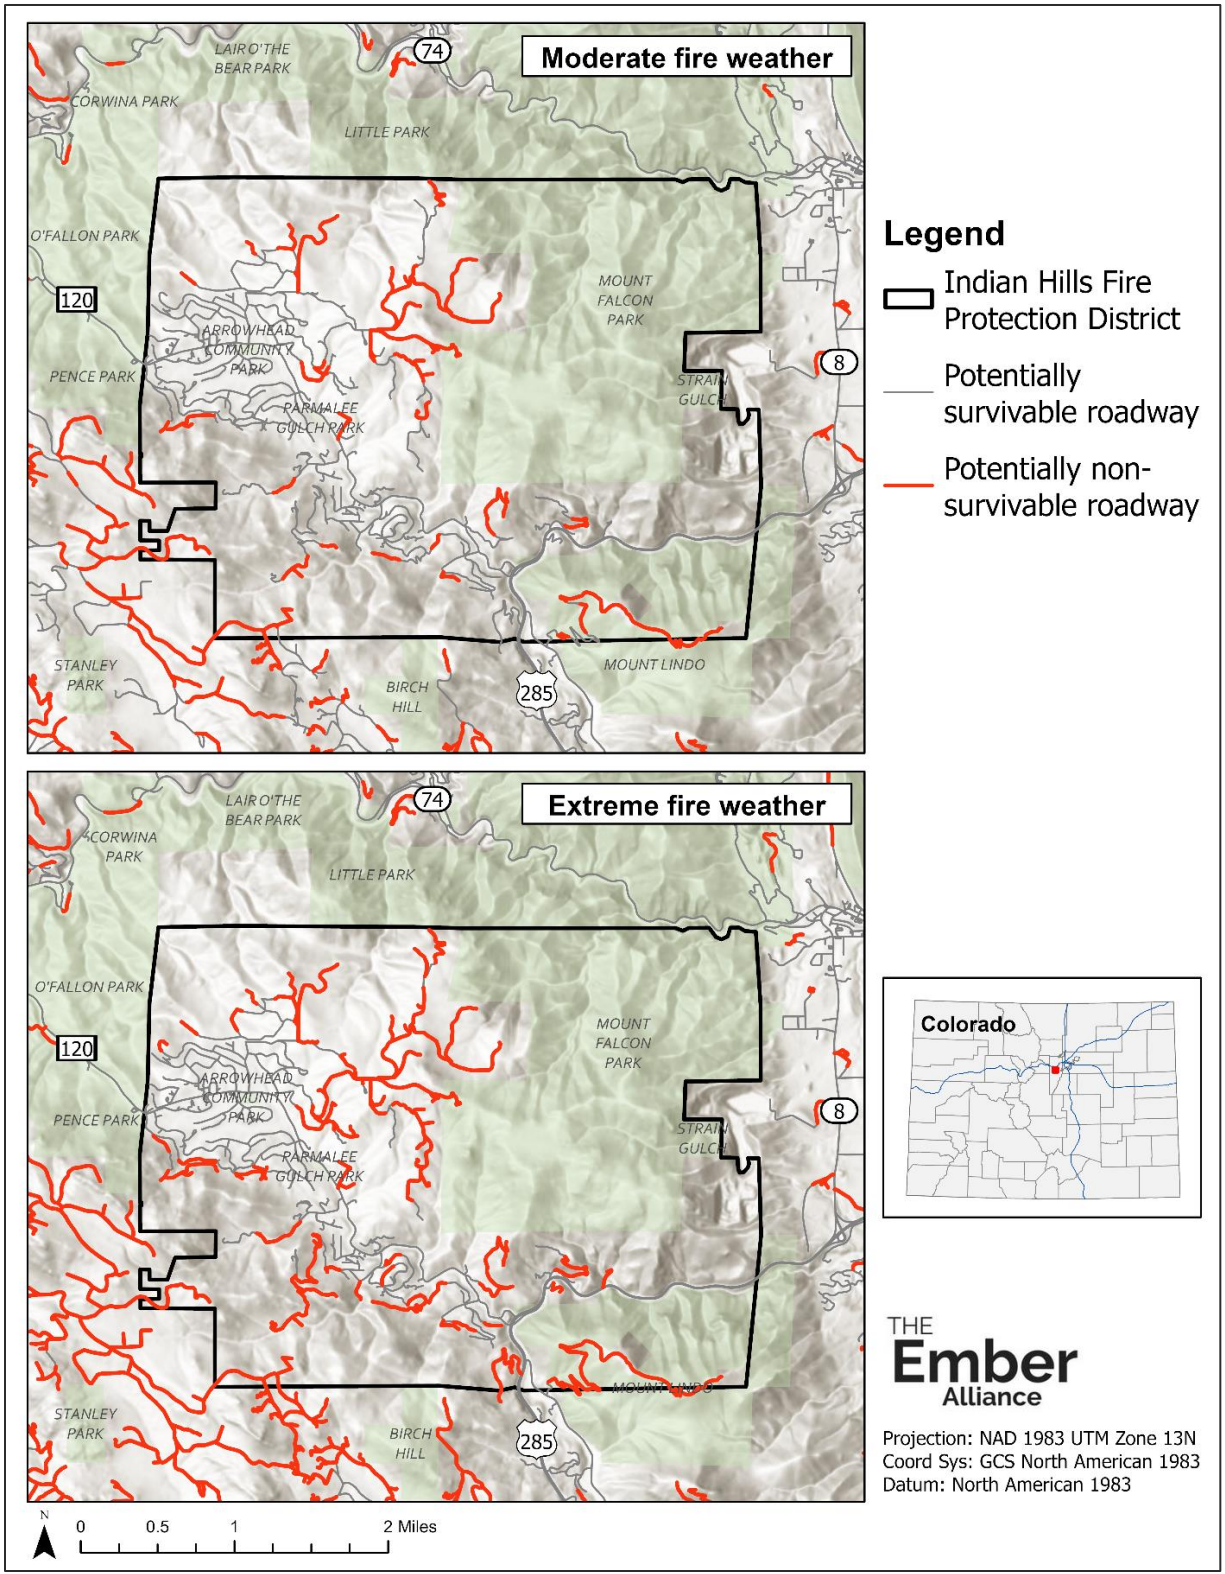 Moderate fire weather
LAIR O'THE
BEAR PARK
74
CORWINA PARK
LITTLE PARK
O'FALLON PARK
120
MOUNT
FALCON
PARK
ARROWHEAD
COMMUNITY
PARK
8
PENCE PARK
STRAIN
GULCH
PARMALEE
GULCH PARK
STANLEY
PARK
MOUNT LINDO
BIRCH
HILL
285
Extreme fire weather
LAIR O'THE
BEAR PARK
74
CORWINA
PARK
LITTLE PARK
O'FALLON PARK
120
MOUNT
FALCON
PARK
ARROWHEAD
COMMUNITY
PARK
8
PENCE PARK
STRAIN
GULCH
PARMALEE
GULCH PARK
MOUNT LINDO
STANLEY
PARK
BIRCH
HILL
285
N
0 0.5 1 2 Miles
Legend
Indian Hills Fire
Protection District
Potentially
survivable roadway
Potentially non-
survivable roadway
Colorado
THE
Ember
Alliance
Projection: NAD 1983 UTM Zone 13N
Coord Sys: GCS North American 1983
Datum: North American 1983